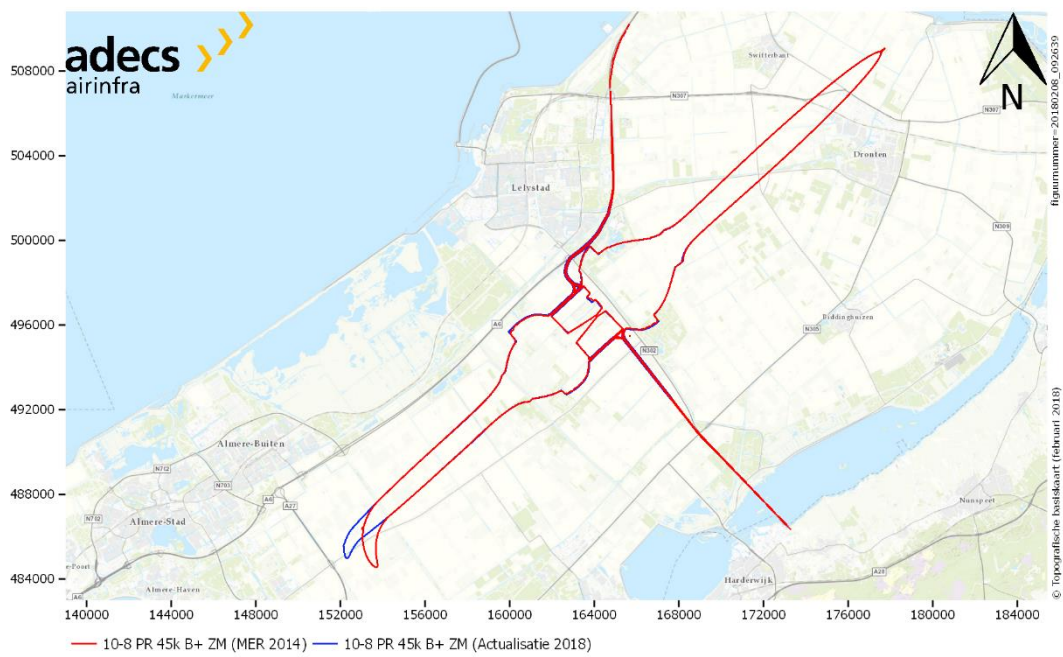 adecs
airinfra
N
508000
504000
500000
496000
492000
488000
484000
140000 144000 148000 152000 156000 160000 164000 168000 172000 176000 180000 184000
Markermeer
Swifterbant
N307
N307
Dronten
Lelystad
N309
A6
N302
Biddinghuizen
N305
Almere-Buiten
N702
N703
A6
A27
N702
Almere-Stad
e-Poort
A6
Almere-Haven
Nunspeet
A28
Harderwijk
figuurnummer=20180208_092639
© Topografische basiskaart (februari 2018)
10-8 PR 45k B+ ZM (MER 2014) 10-8 PR 45k B+ ZM (Actualisatie 2018)